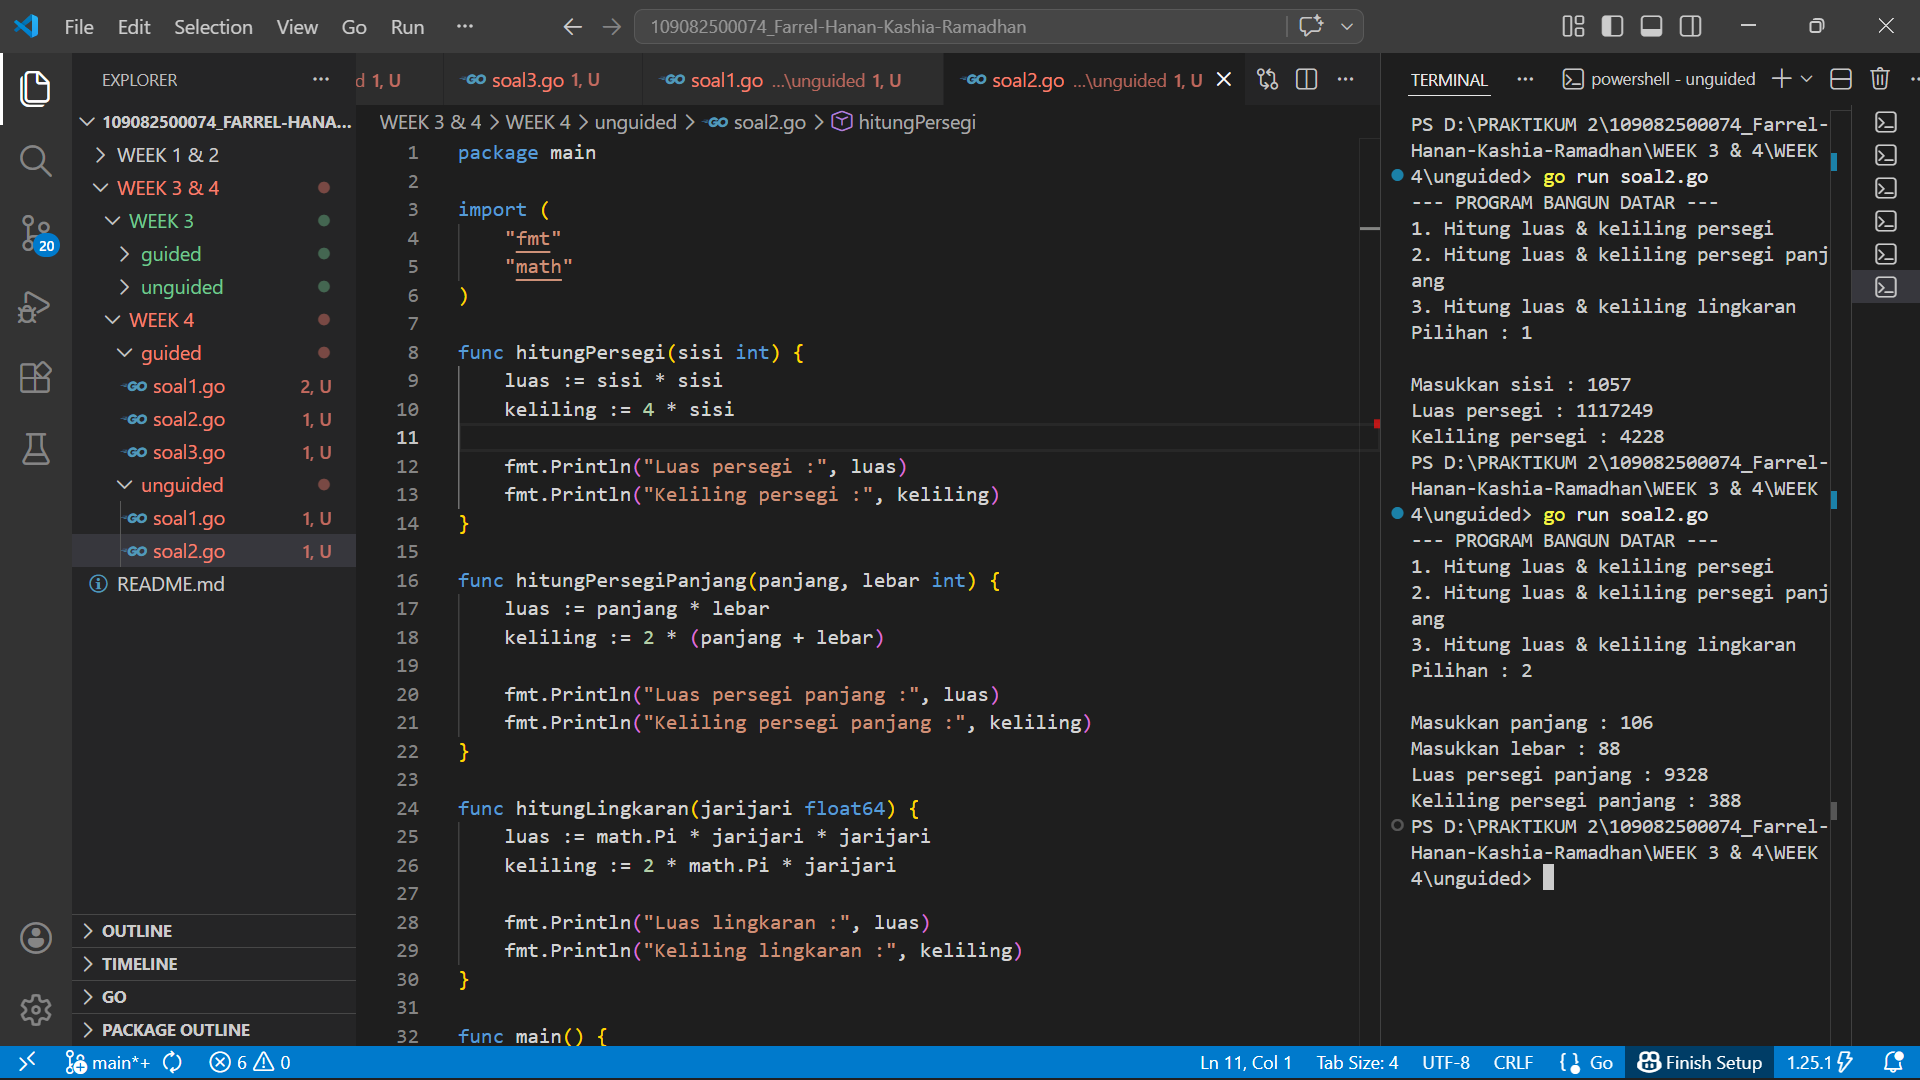 File Edit Selection View Go Run ···
109082500074_Farrel-Hanan-Kashia-Ramadhan
EXPLORER ···
109082500074_FARREL-HANA...
WEEK 1 & 2
WEEK 3 & 4
WEEK 3
guided
unguided
WEEK 4
guided
soal1.go 2, U
soal2.go 1, U
soal3.go 1, U
unguided
soal1.go 1, U
soal2.go 1, U
README.md
OUTLINE
TIMELINE
GO
PACKAGE OUTLINE
d 1, U
soal3.go 1, U
soal1.go ...\unguided 1, U
soal2.go ...\unguided 1, U
WEEK 3 & 4 > WEEK 4 > unguided > soal2.go > hitungPersegi
1 package main
2
3 import (
4 "fmt"
5 "math"
6 )
7
8 func hitungPersegi(sisi int) {
9 luas := sisi * sisi
10 keliling := 4 * sisi
11
12 fmt.Println("Luas persegi :", luas)
13 fmt.Println("Keliling persegi :", keliling)
14 }
15
16 func hitungPersegiPanjang(panjang, lebar int) {
17 luas := panjang * lebar
18 keliling := 2 * (panjang + lebar)
19
20 fmt.Println("Luas persegi panjang :", luas)
21 fmt.Println("Keliling persegi panjang :", keliling)
22 }
23
24 func hitungLingkaran(jarijari float64) {
25 luas := math.Pi * jarijari * jarijari
26 keliling := 2 * math.Pi * jarijari
27
28 fmt.Println("Luas lingkaran :", luas)
29 fmt.Println("Keliling lingkaran :", keliling)
30 }
31
32 func main() {
TERMINAL ··· powershell - unguided
PS D:\PRAKTIKUM 2\109082500074_Farrel-
Hanan-Kashia-Ramadhan\WEEK 3 & 4\WEEK
4\unguided> go run soal2.go
--- PROGRAM BANGUN DATAR ---
1. Hitung luas & keliling persegi
2. Hitung luas & keliling persegi panj
ang
3. Hitung luas & keliling lingkaran
Pilihan : 1
Masukkan sisi : 1057
Luas persegi : 1117249
Keliling persegi : 4228
PS D:\PRAKTIKUM 2\109082500074_Farrel-
Hanan-Kashia-Ramadhan\WEEK 3 & 4\WEEK
4\unguided> go run soal2.go
--- PROGRAM BANGUN DATAR ---
1. Hitung luas & keliling persegi
2. Hitung luas & keliling persegi panj
ang
3. Hitung luas & keliling lingkaran
Pilihan : 2
Masukkan panjang : 106
Masukkan lebar : 88
Luas persegi panjang : 9328
Keliling persegi panjang : 388
PS D:\PRAKTIKUM 2\109082500074_Farrel-
Hanan-Kashia-Ramadhan\WEEK 3 & 4\WEEK
4\unguided>
20
main*+ 6 0 Ln 11, Col 1 Tab Size: 4 UTF-8 CRLF Go Finish Setup 1.25.1